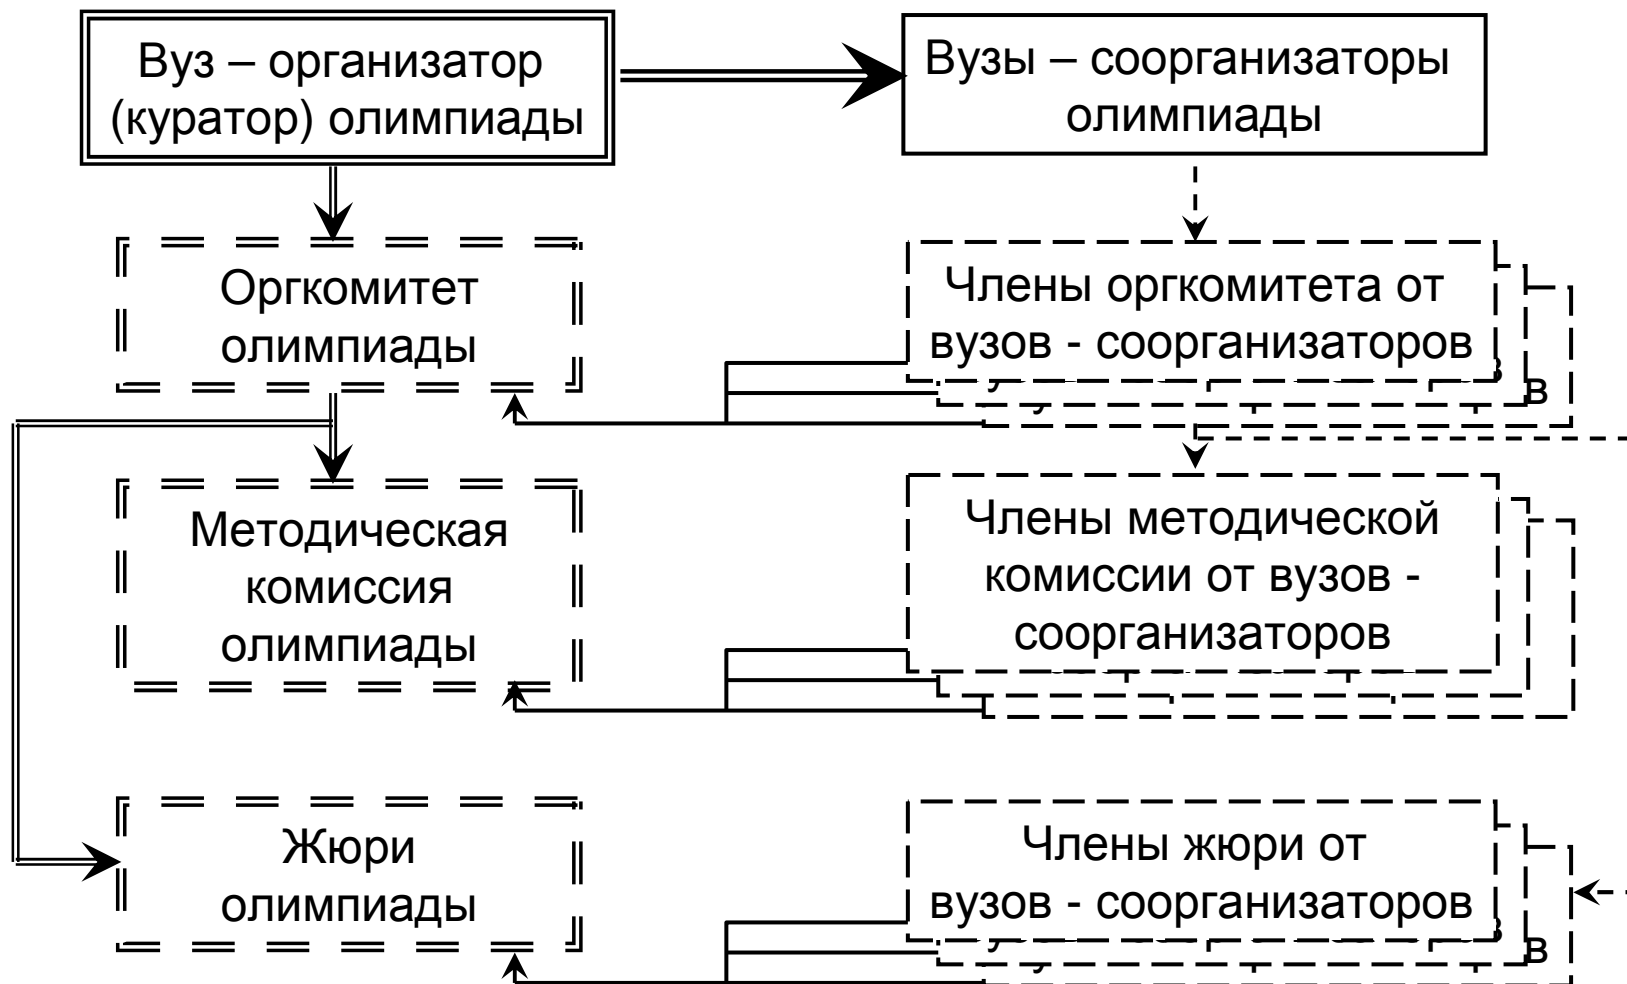 Вуз – организатор
(куратор) олимпиады
Вузы – соорганизаторы
олимпиады
Оргкомитет
олимпиады
Члены оргкомитета от
вузов - соорганизаторов
Методическая
комиссия
олимпиады
Члены методической
комиссии от вузов -
соорганизаторов
Жюри
олимпиады
Члены жюри от
вузов - соорганизаторов